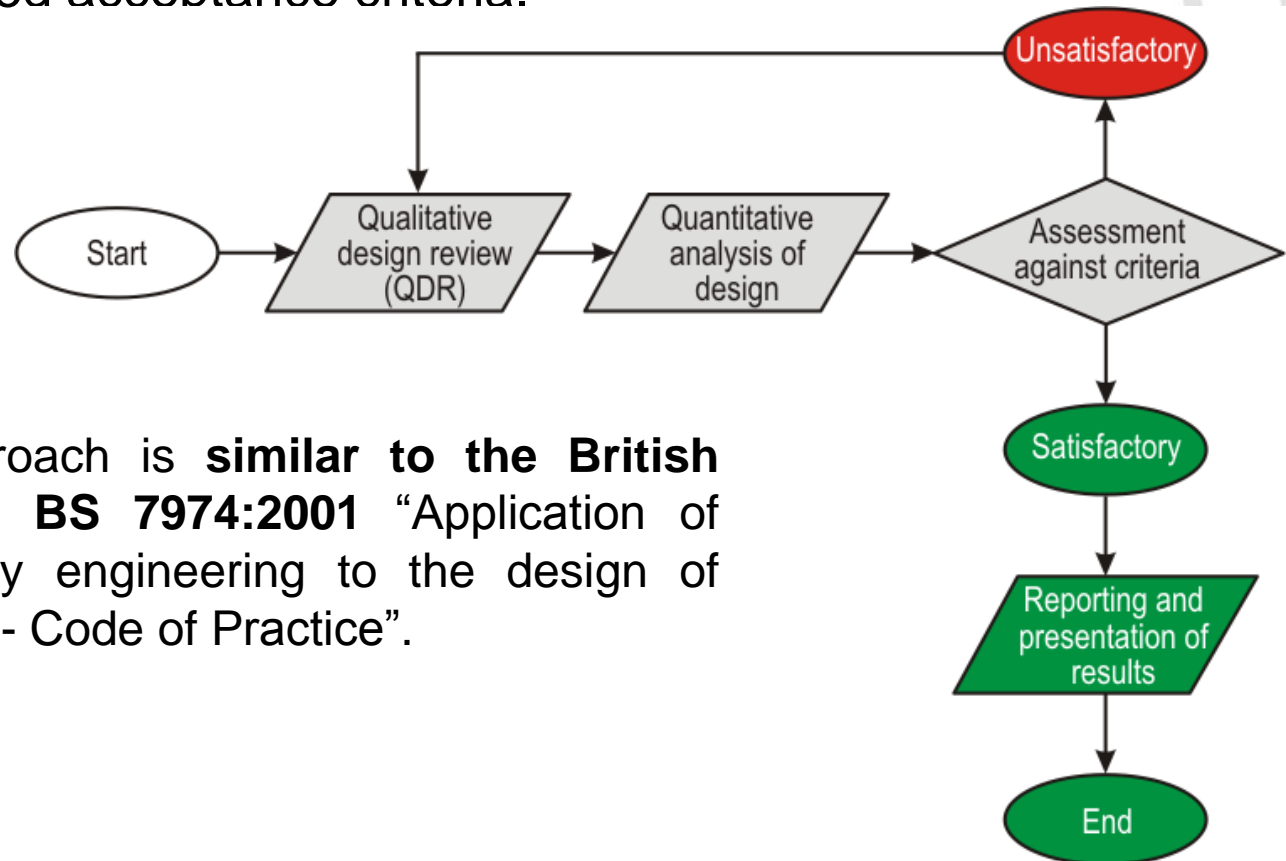 acceptance criteria.
Unsatisfactory
Start
Qualitative
design review
(QDR)
Quantitative
analysis of
design
Assessment
against criteria
Satisfactory
roach is similar to the British
BS 7974:2001 “Application of
y engineering to the design of
- Code of Practice”.
Reporting and
presentation of
results
End